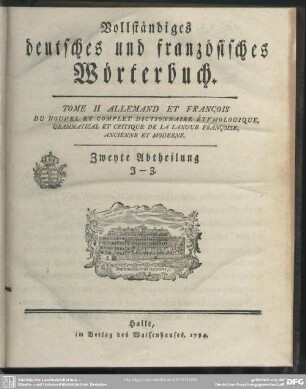 Vollständiges
deutsches und französisches
Wörterbuch.
TOME II ALLEMAND ET FRANÇOIS
DU NOUVEL ET COMPLET DICTIONNAIRE ÉTYMOLOGIQUE,
GRAMMATICAL ET CRITIQUE DE LA LANGUE FRANÇOISE,
ANCIENNE ET MODERNE.
Zweyte Abtheilung
J–Z.
Halle,
im Verlag des Waisenhauses. 1784.